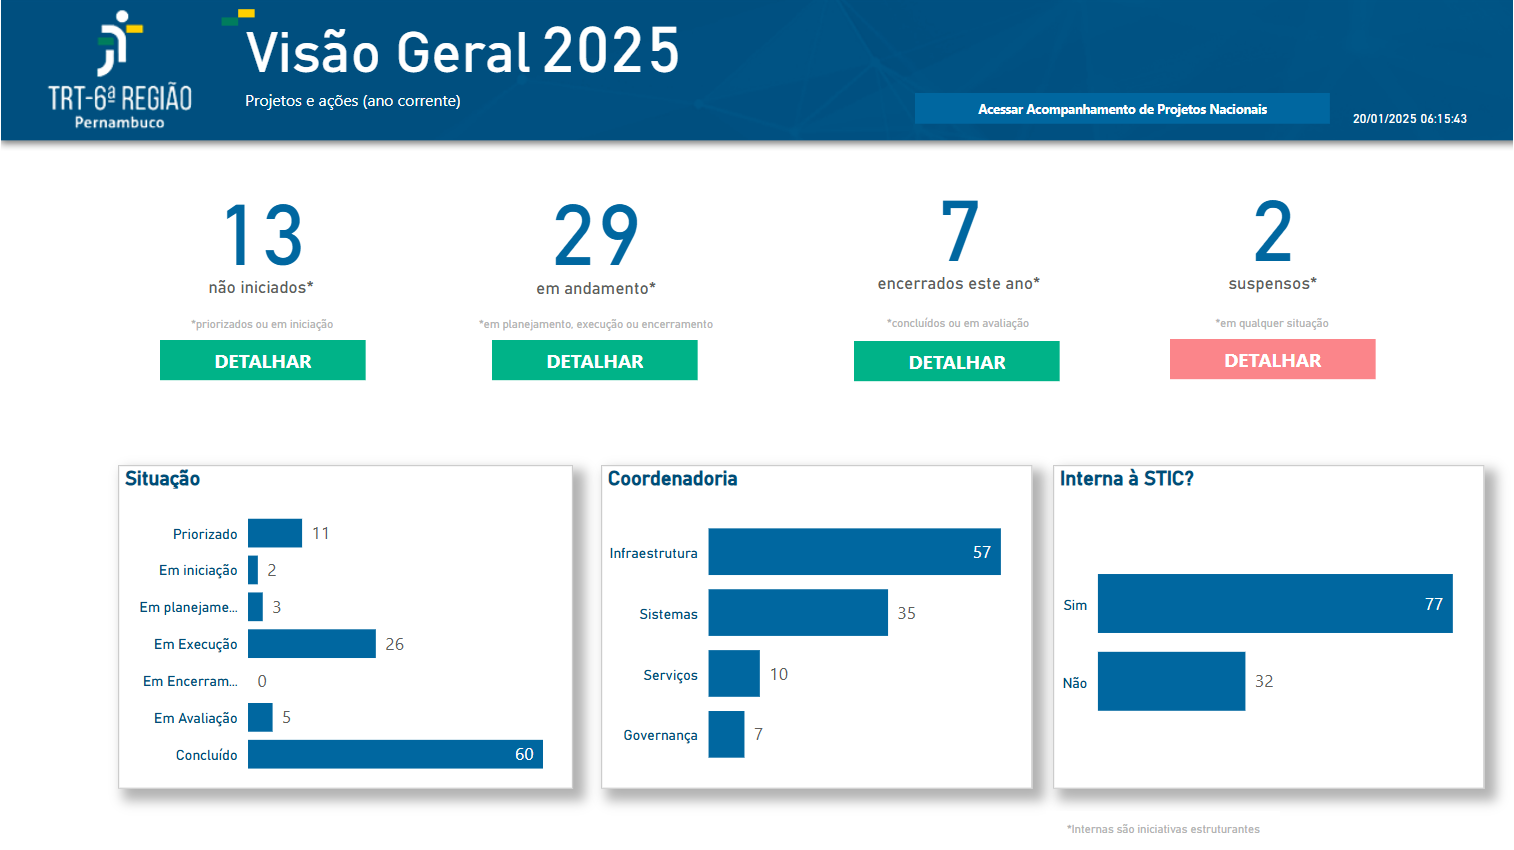 TRT-6ª REGIÃO
Pernambuco
Visão Geral 2025
Projetos e ações (ano corrente)
Acessar Acompanhamento de Projetos Nacionais
20/01/2025 06:15:43
13
não iniciados*
*priorizados ou em iniciação
DETALHAR
29
em andamento*
*em planejamento, execução ou encerramento
DETALHAR
7
encerrados este ano*
*concluídos ou em avaliação
DETALHAR
2
suspensos*
*em qualquer situação
DETALHAR
Situação
Priorizado 11
Em iniciação 2
Em planejame... 3
Em Execução 26
Em Encerram... 0
Em Avaliação 5
Concluído 60
Coordenadoria
Infraestrutura 57
Sistemas 35
Serviços 10
Governança 7
Interna à STIC?
Sim 77
Não 32
*Internas são iniciativas estruturantes